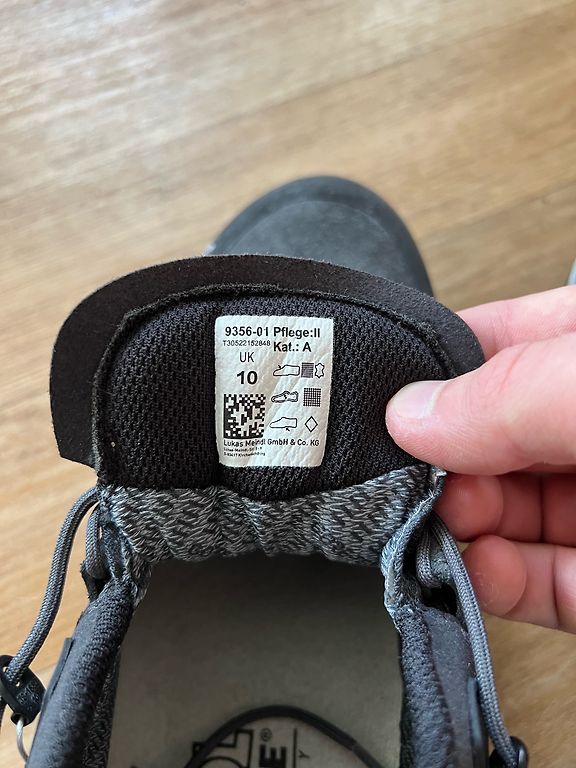 9356-01 Pflege:II
T30522152848 Kat.: A
UK
10
Lukas Meindl GmbH & Co. KG
E®
Y